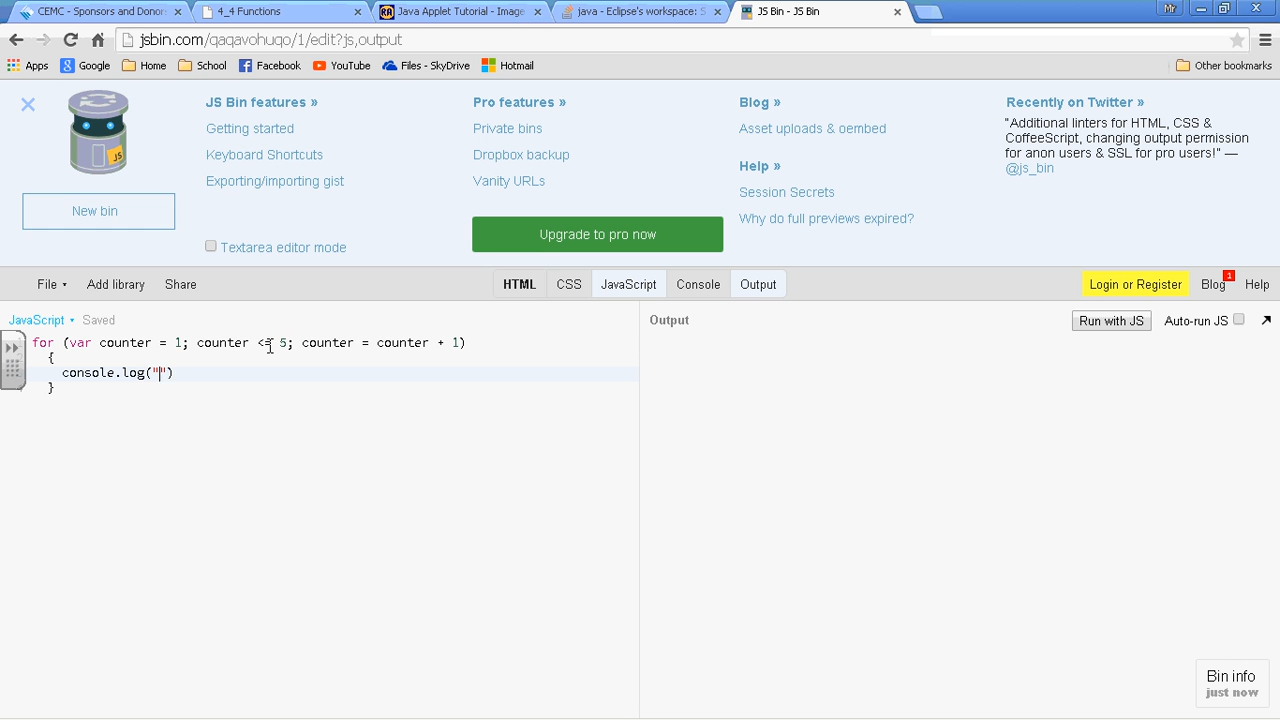 CEMC - Sponsors and Donor
4_4 Functions
Java Applet Tutorial - Image
java - Eclipse's workspace: S
JS Bin - JS Bin
Mr
jsbin.com/qaqavohuqo/1/edit?js,output
Apps
Google
Home
School
Facebook
YouTube
Files - SkyDrive
Hotmail
Other bookmarks
JS
New bin
JS Bin features »
Getting started
Keyboard Shortcuts
Exporting/importing gist
Textarea editor mode
Pro features »
Private bins
Dropbox backup
Vanity URLs
Upgrade to pro now
Blog »
Asset uploads & oembed
Help »
Session Secrets
Why do full previews expired?
Recently on Twitter »
"Additional linters for HTML, CSS &
CoffeeScript, changing output permission
for anon users & SSL for pro users!" —
@js_bin
File
Add library
Share
HTML
CSS
JavaScript
Console
Output
Login or Register
Blog
1
Help
JavaScript
Saved
for (var counter = 1; counter <= 5; counter = counter + 1)
{
console.log("")
}
Output
Run with JS
Auto-run JS
Bin info
just now